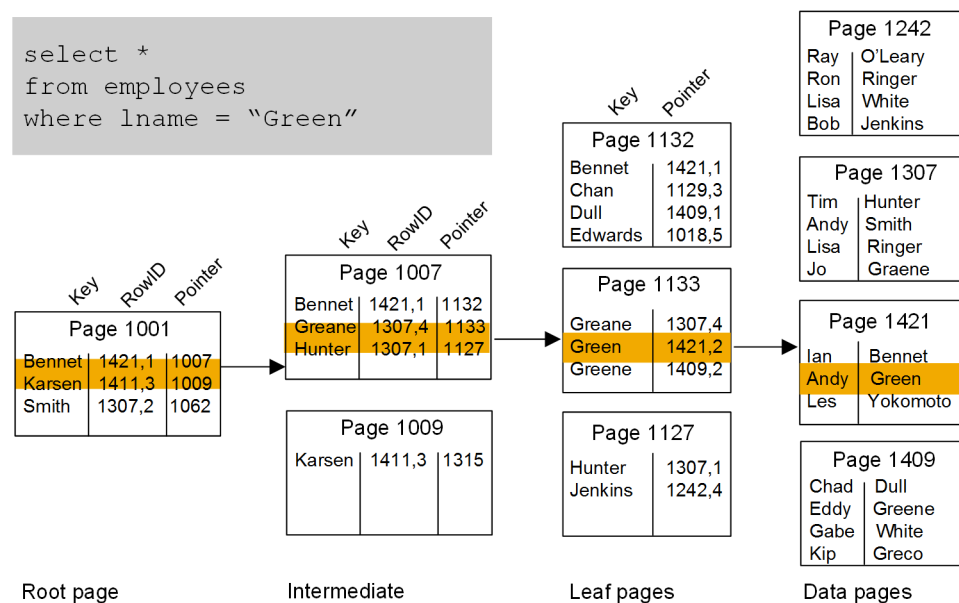 select *
from employees
where lname = “Green”
Key RowID Pointer
Page 1001
Bennet 1421,1 1007
Karsen 1411,3 1009
Smith 1307,2 1062
Root page
Key RowID Pointer
Page 1007
Bennet 1421,1 1132
Greane 1307,4 1133
Hunter 1307,1 1127
Page 1009
Karsen 1411,3 1315
Intermediate
Key Pointer
Page 1132
Bennet 1421,1
Chan 1129,3
Dull 1409,1
Edwards 1018,5
Page 1133
Greane 1307,4
Green 1421,2
Greene 1409,2
Page 1127
Hunter 1307,1
Jenkins 1242,4
Leaf pages
Page 1242
Ray O’Leary
Ron Ringer
Lisa White
Bob Jenkins
Page 1307
Tim Hunter
Andy Smith
Lisa Ringer
Jo Graene
Page 1421
Ian Bennet
Andy Green
Les Yokomoto
Page 1409
Chad Dull
Eddy Greene
Gabe White
Kip Greco
Data pages